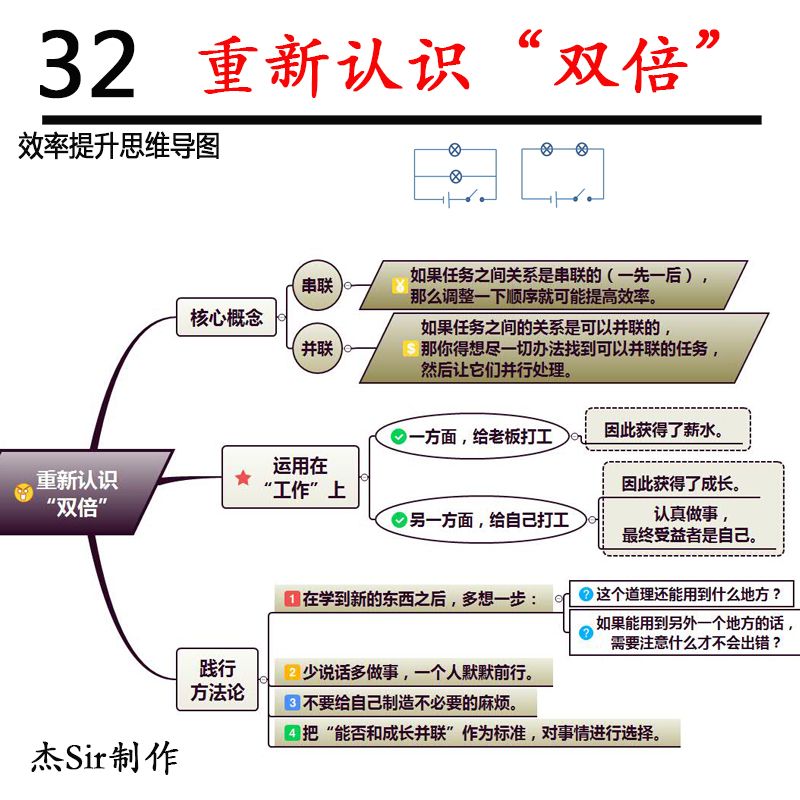 32 重新认识“双倍”
效率提升思维导图
核心概念
串联
如果任务之间关系是串联的（一先一后），
那么调整一下顺序就可能提高效率。
并联
如果任务之间的关系是可以并联的，
那你得想尽一切办法找到可以并联的任务，
然后让它们并行处理。
重新认识
“双倍”
运用在
“工作”上
一方面，给老板打工
因此获得了薪水。
另一方面，给自己打工
因此获得了成长。
认真做事，
最终受益者是自己。
践行
方法论
1 在学到新的东西之后，多想一步：
? 这个道理还能用到什么地方？
? 如果能用到另外一个地方的话，
需要注意什么才不会出错？
2 少说话多做事，一个人默默前行。
3 不要给自己制造不必要的麻烦。
4 把“能否和成长并联”作为标准，对事情进行选择。
杰Sir制作